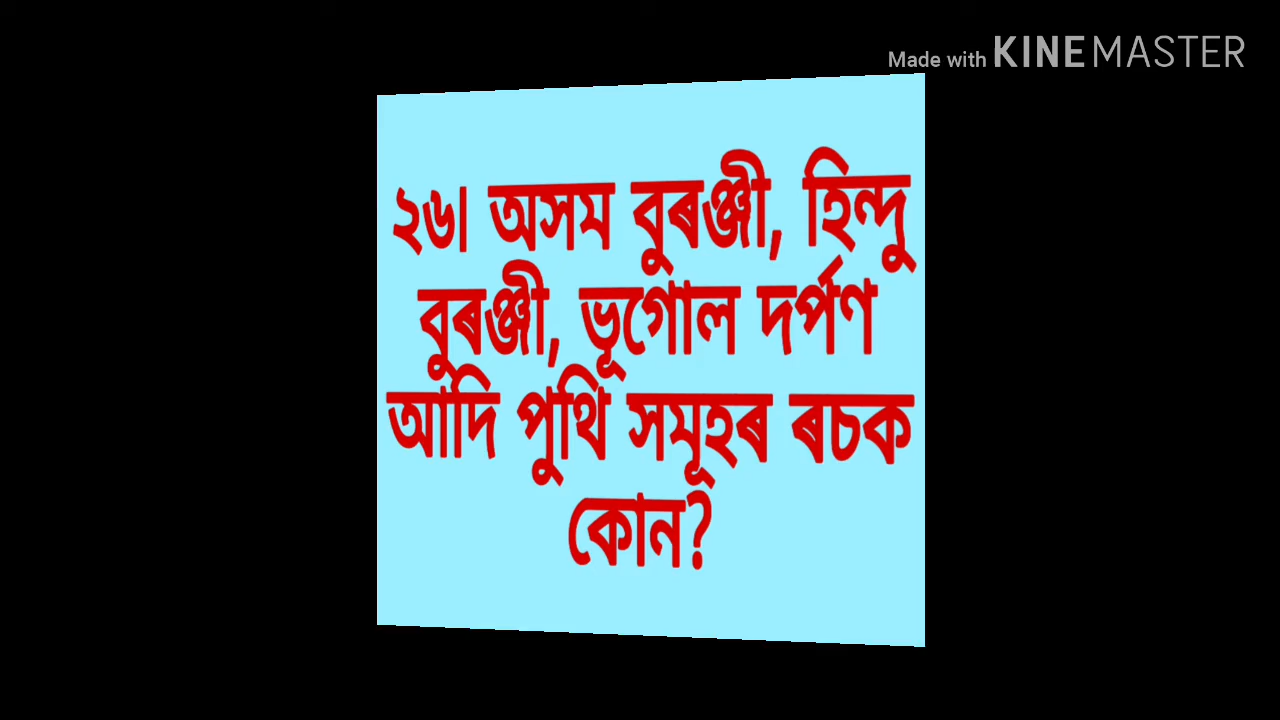 Made with KINEMASTER
২৬। অসম বুৰঞ্জী, হিন্দু
বুৰঞ্জী, ভূগোল দৰ্পণ
আদি পুথি সমূহৰ ৰচক
কোন?